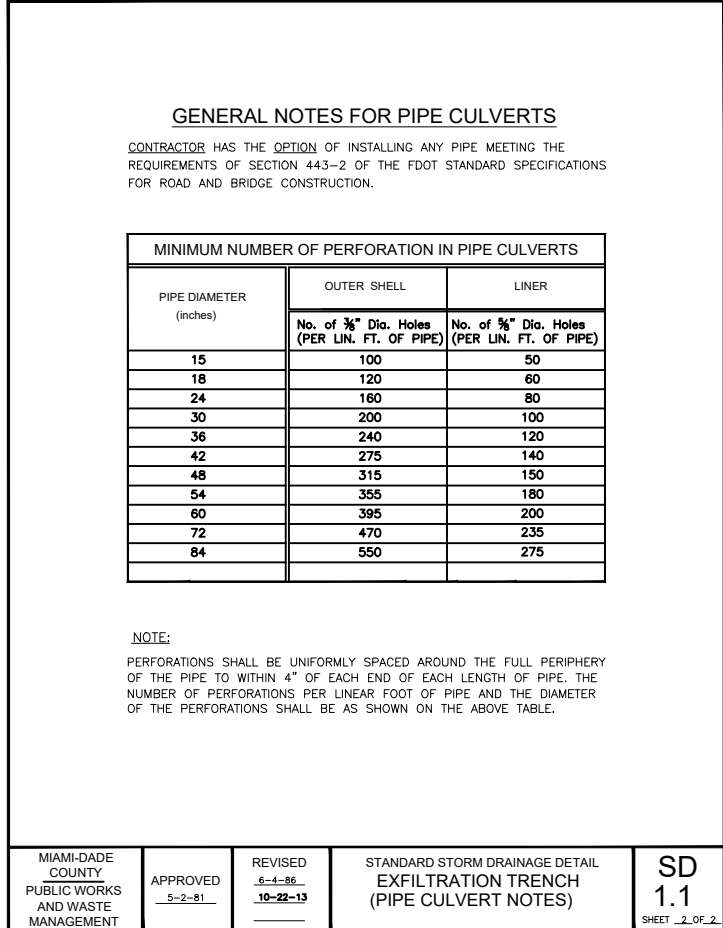 GENERAL NOTES FOR PIPE CULVERTS
CONTRACTOR HAS THE OPTION OF INSTALLING ANY PIPE MEETING THE
REQUIREMENTS OF SECTION 443-2 OF THE FDOT STANDARD SPECIFICATIONS
FOR ROAD AND BRIDGE CONSTRUCTION.
MINIMUM NUMBER OF PERFORATION IN PIPE CULVERTS
PIPE DIAMETER
(inches)
OUTER SHELL
LINER
No. of ⅜" Dia. Holes
(PER LIN. FT. OF PIPE)
No. of ⅝" Dia. Holes
(PER LIN. FT. OF PIPE)
15 100 50
18 120 60
24 160 80
30 200 100
36 240 120
42 275 140
48 315 150
54 355 180
60 395 200
72 470 235
84 550 275
NOTE:
PERFORATIONS SHALL BE UNIFORMLY SPACED AROUND THE FULL PERIPHERY
OF THE PIPE TO WITHIN 4" OF EACH END OF EACH LENGTH OF PIPE. THE
NUMBER OF PERFORATIONS PER LINEAR FOOT OF PIPE AND THE DIAMETER
OF THE PERFORATIONS SHALL BE AS SHOWN ON THE ABOVE TABLE.
MIAMI-DADE
COUNTY
PUBLIC WORKS
AND WASTE
MANAGEMENT
APPROVED
5-2-81
REVISED
6-4-86
10-22-13
STANDARD STORM DRAINAGE DETAIL
EXFILTRATION TRENCH
(PIPE CULVERT NOTES)
SD
1.1
SHEET 2 OF 2